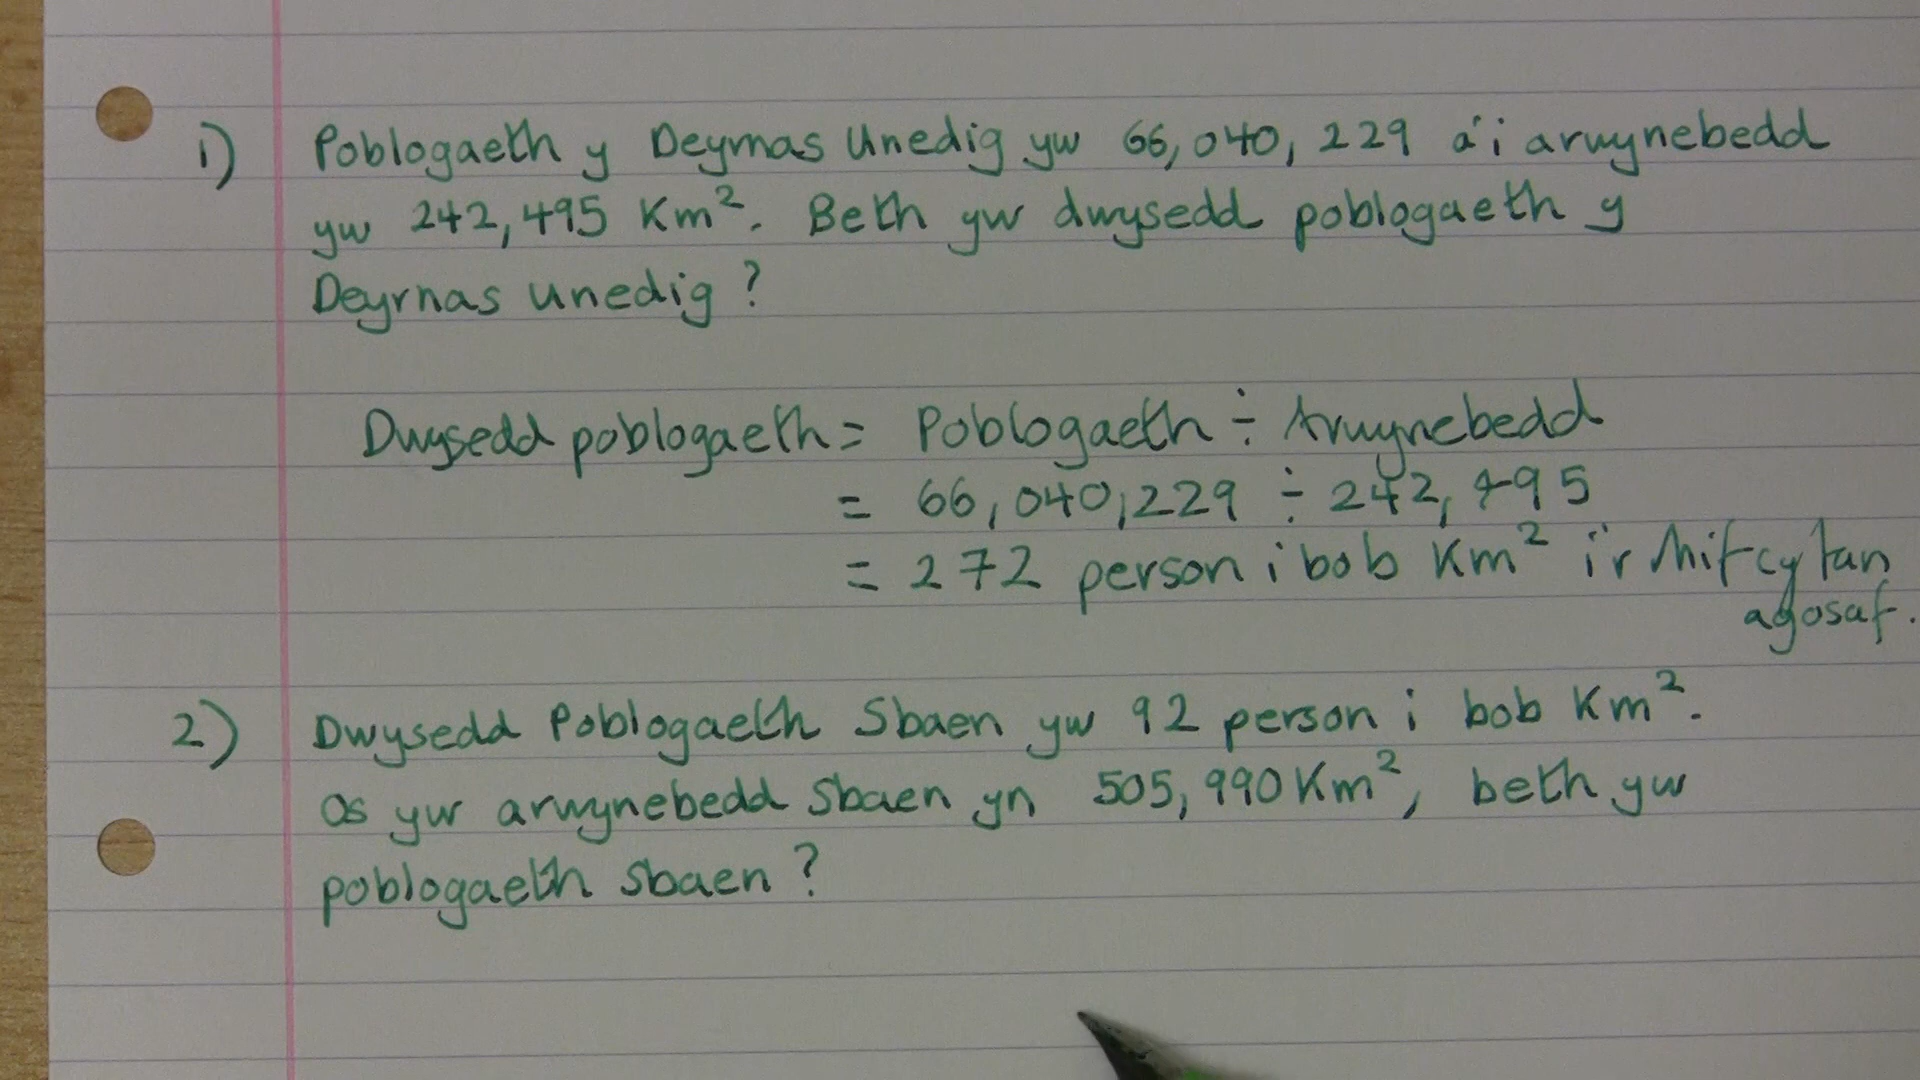 1) Poblogaeth y Deyrnas Unedig yw 66,040,229 a'i arwynebedd
yw 242,495 Km². Beth yw dwysedd poblogaeth y
Deyrnas Unedig?
Dwysedd poblogaeth = Poblogaeth ÷ Arwynebedd
= 66,040,229 ÷ 242,495
= 272 person i bob Km² i'r rhif cyfan
agosaf.
2) Dwysedd Poblogaeth Sbaen yw 92 person i bob Km².
Os yw arwynebedd Sbaen yn 505,990 Km², beth yw
poblogaeth Sbaen?